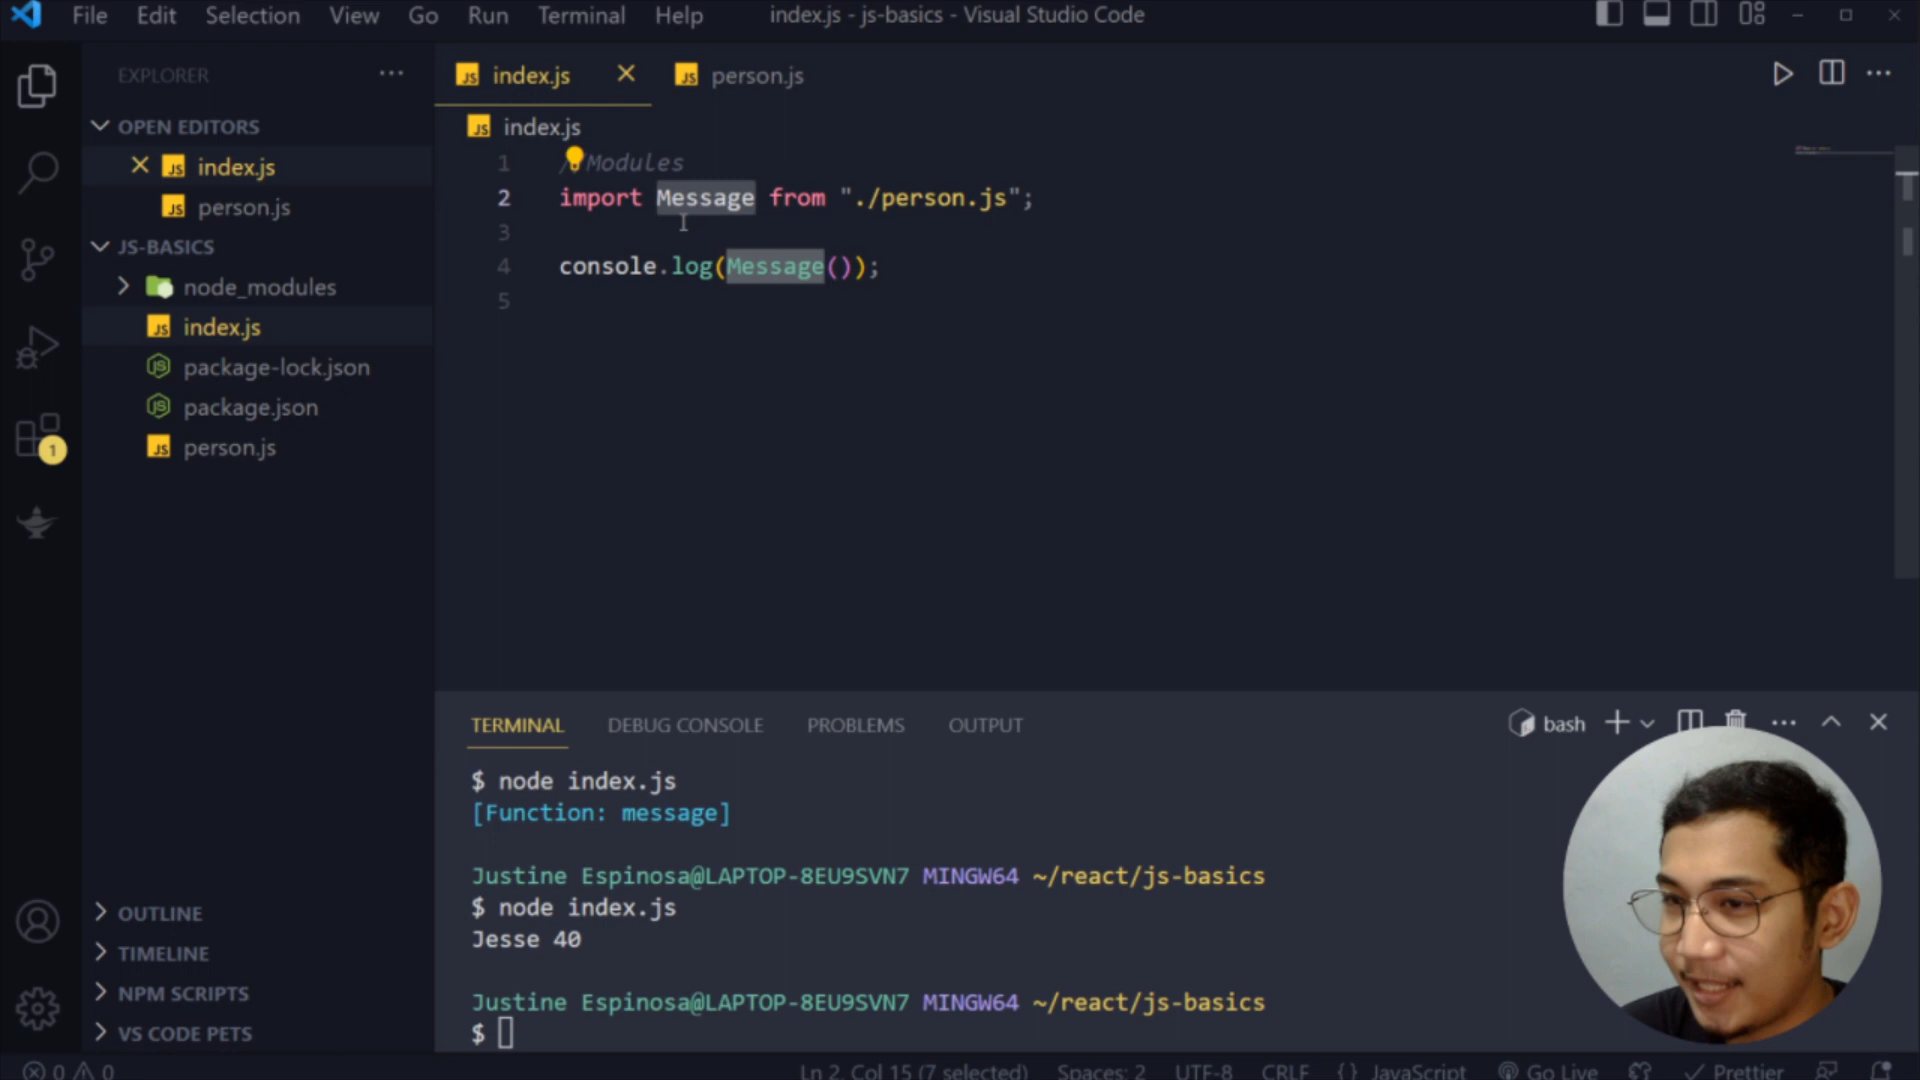 File Edit Selection View Go Run Terminal Help index.js - js-basics - Visual Studio Code
EXPLORER
OPEN EDITORS
index.js
person.js
JS-BASICS
node_modules
index.js
package-lock.json
package.json
person.js
1
OUTLINE
TIMELINE
NPM SCRIPTS
VS CODE PETS
index.js person.js
index.js
1 /Modules
2 import Message from "./person.js";
3
4 console.log(Message());
5
TERMINAL DEBUG CONSOLE PROBLEMS OUTPUT bash
$ node index.js
[Function: message]
Justine Espinosa@LAPTOP-8EU9SVN7 MINGW64 ~/react/js-basics
$ node index.js
Jesse 40
Justine Espinosa@LAPTOP-8EU9SVN7 MINGW64 ~/react/js-basics
$
0 0 Ln 2, Col 15 (7 selected) Spaces: 2 UTF-8 CRLF {} JavaScript Go Live Prettier